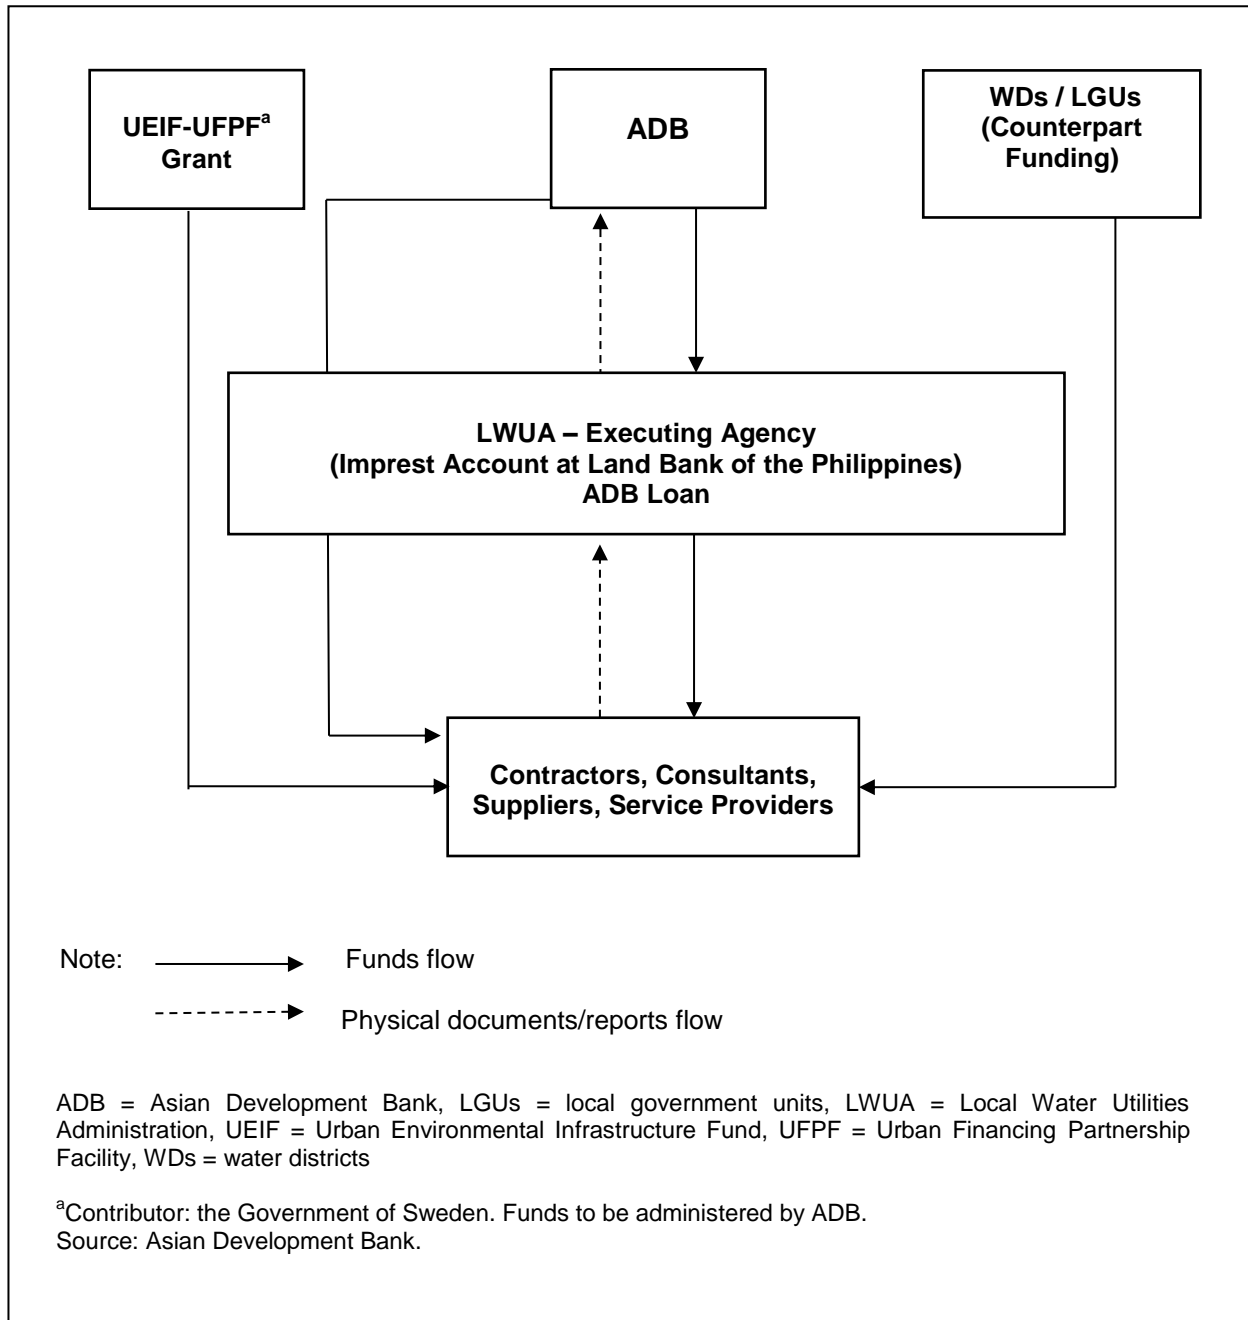 UEIF-UFPFa
Grant
ADB
WDs / LGUs
(Counterpart
Funding)
LWUA – Executing Agency
(Imprest Account at Land Bank of the Philippines)
ADB Loan
Contractors, Consultants,
Suppliers, Service Providers
Note:
Funds flow
Physical documents/reports flow
ADB = Asian Development Bank, LGUs = local government units, LWUA = Local Water Utilities
Administration, UEIF = Urban Environmental Infrastructure Fund, UFPF = Urban Financing Partnership
Facility, WDs = water districts
aContributor: the Government of Sweden. Funds to be administered by ADB.
Source: Asian Development Bank.